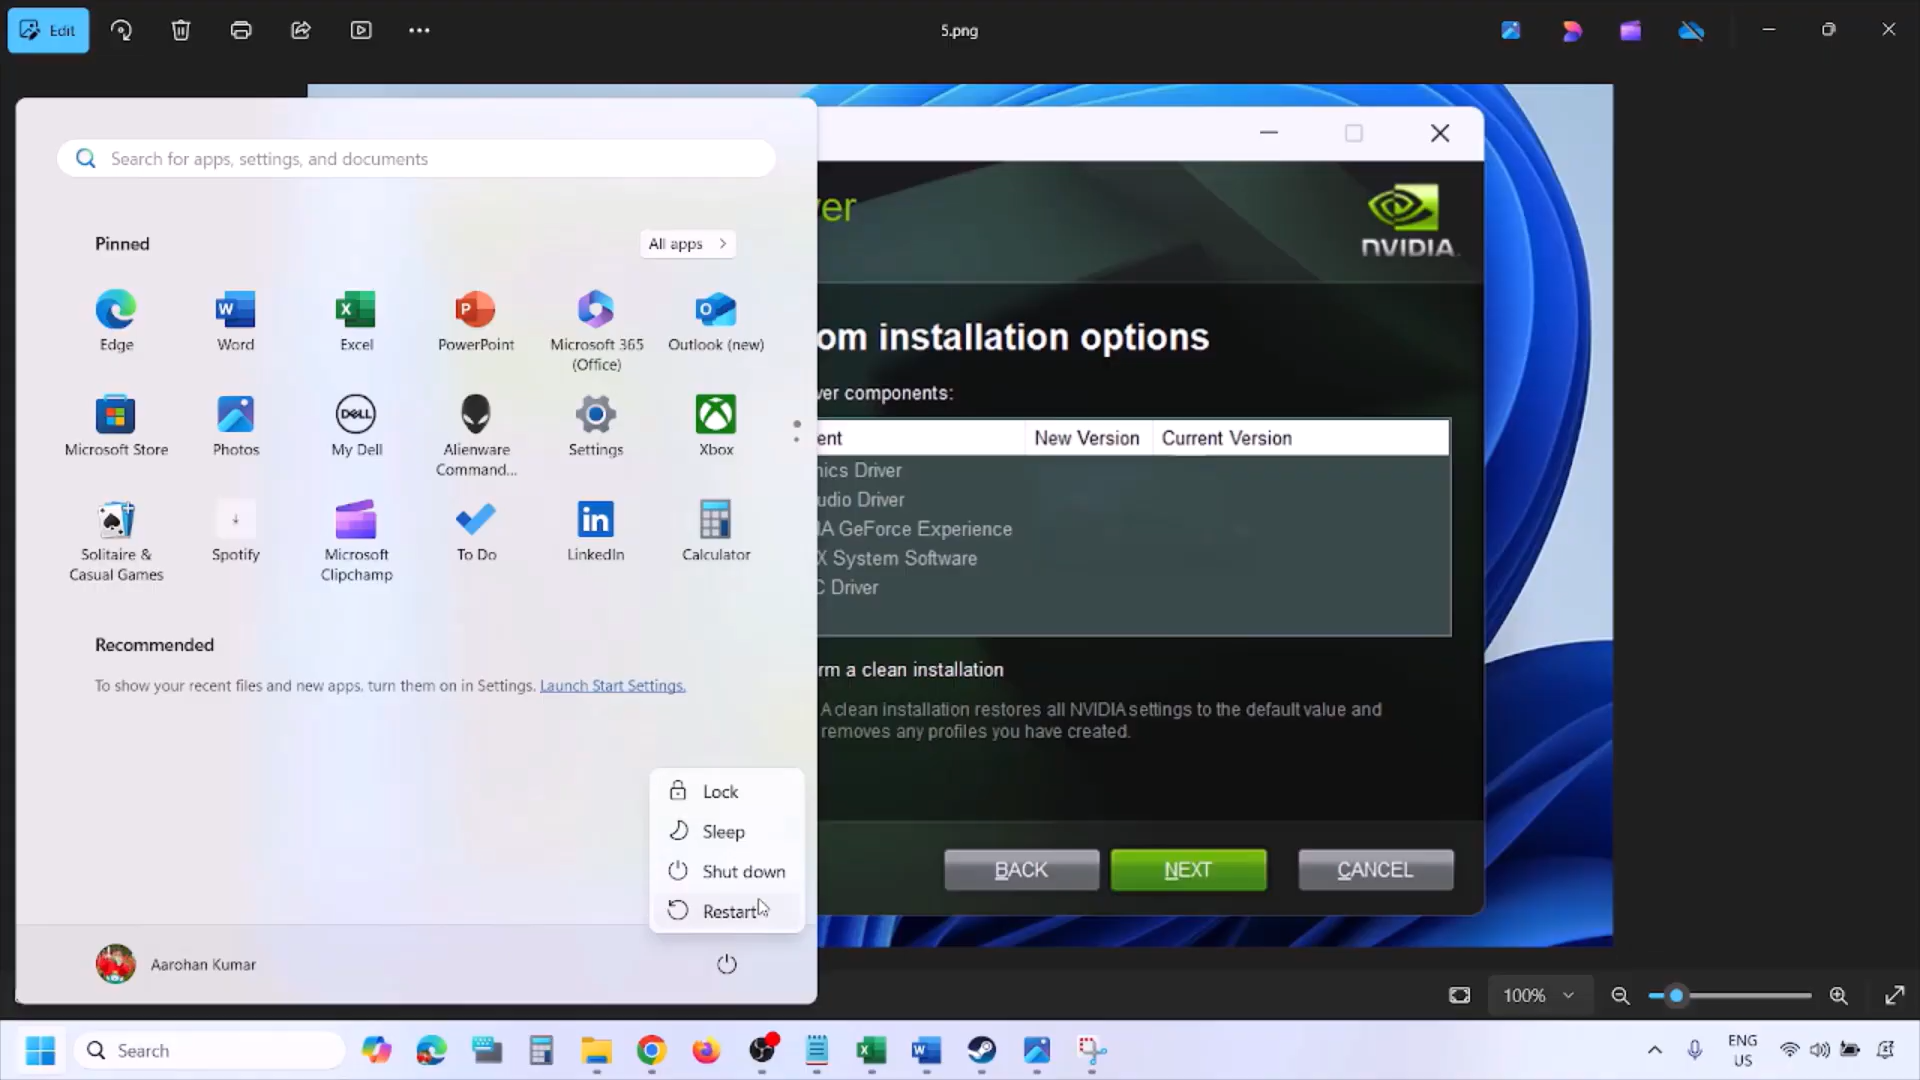 Edit
5.png
Search for apps, settings, and documents
Pinned
All apps
Edge
Word
Excel
PowerPoint
Microsoft 365
(Office)
Outlook (new)
Microsoft Store
Photos
My Dell
Alienware
Command...
Settings
Xbox
Solitaire &
Casual Games
Spotify
Microsoft
Clipchamp
To Do
LinkedIn
Calculator
Recommended
To show your recent files and new apps, turn them on in Settings. Launch Start Settings.
Lock
Sleep
Shut down
Restart
Aarohan Kumar
ver
NVIDIA
om installation options
ver components:
ent New Version Current Version
hics Driver
udio Driver
IA GeForce Experience
X System Software
C Driver
rm a clean installation
A clean installation restores all NVIDIA settings to the default value and
removes any profiles you have created.
BACK
NEXT
CANCEL
100%
Search
ENG
US